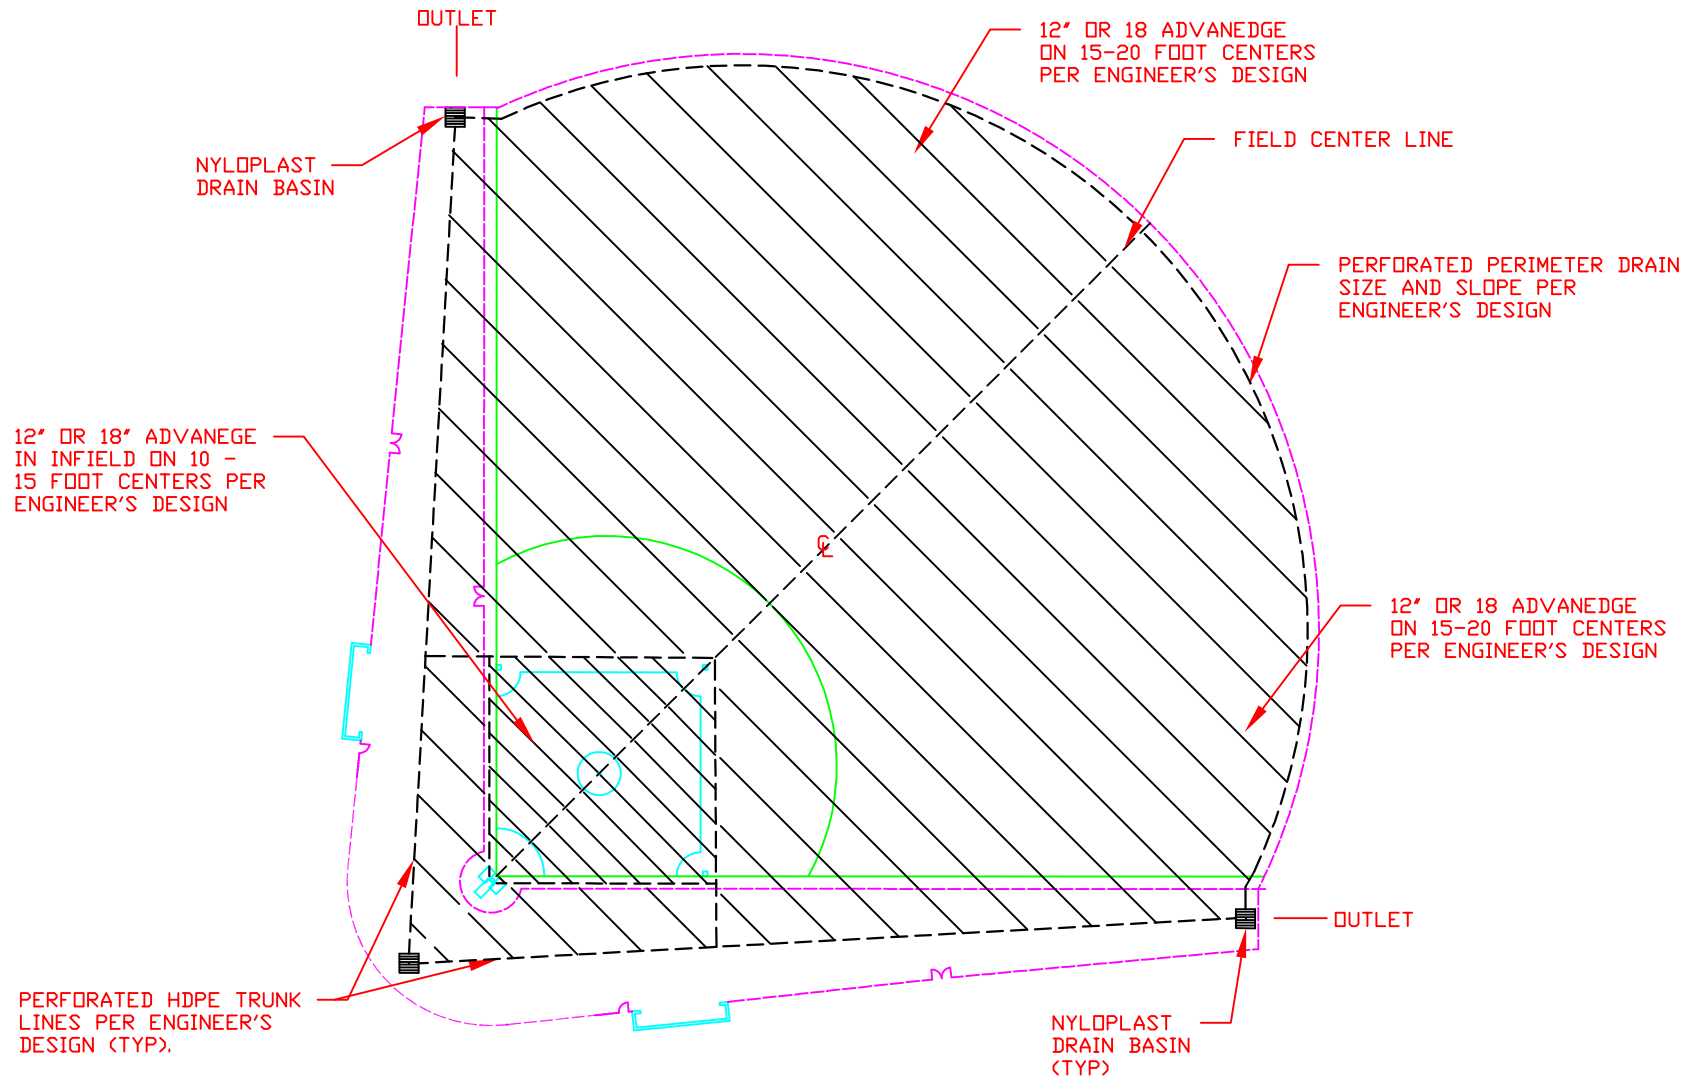 OUTLET
12" OR 18 ADVANEDGE
ON 15-20 FOOT CENTERS
PER ENGINEER'S DESIGN
FIELD CENTER LINE
NYLOPLAST
DRAIN BASIN
PERFORATED PERIMETER DRAIN
SIZE AND SLOPE PER
ENGINEER'S DESIGN
12" OR 18" ADVANEGE
IN INFIELD ON 10 -
15 FOOT CENTERS PER
ENGINEER'S DESIGN
℄
12" OR 18 ADVANEDGE
ON 15-20 FOOT CENTERS
PER ENGINEER'S DESIGN
OUTLET
PERFORATED HDPE TRUNK
LINES PER ENGINEER'S
DESIGN (TYP).
NYLOPLAST
DRAIN BASIN
(TYP)